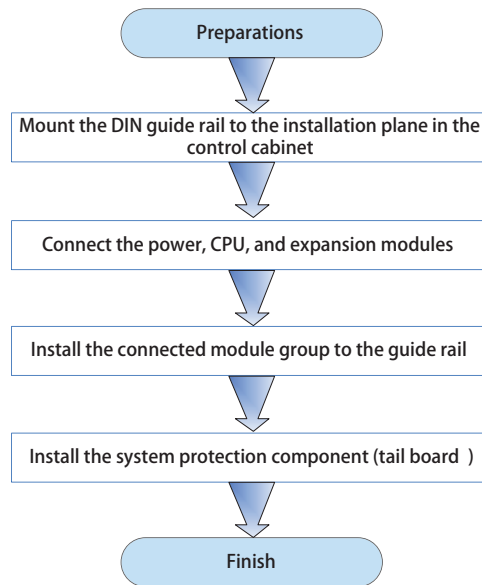 Preparations
Mount the DIN guide rail to the installation plane in the
control cabinet
Connect the power, CPU, and expansion modules
Install the connected module group to the guide rail
Install the system protection component (tail board )
Finish